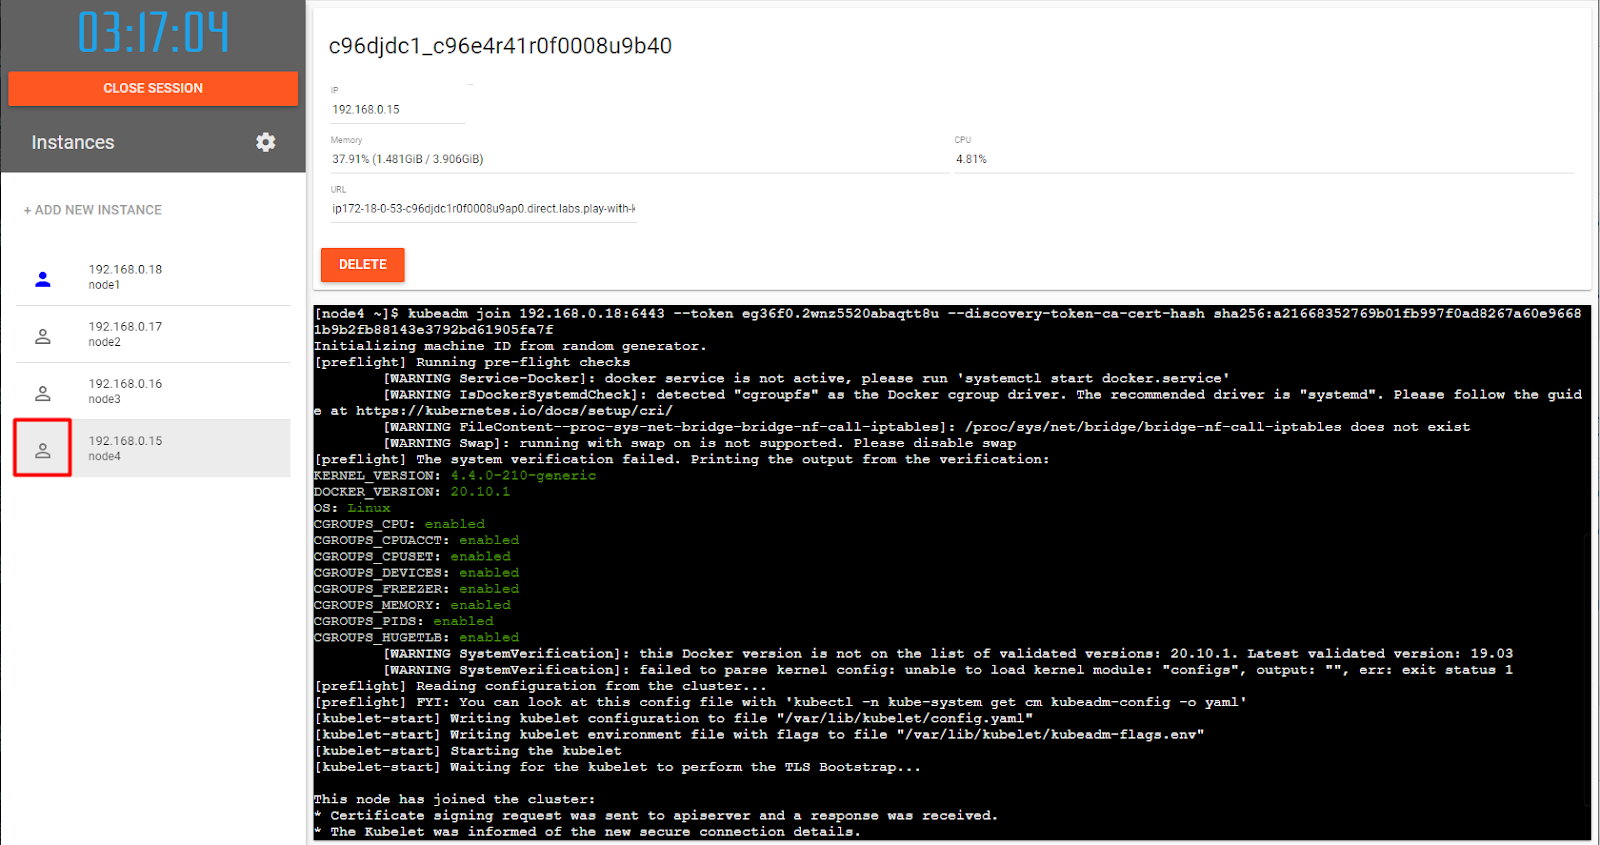 03:17:04
CLOSE SESSION
Instances
+ ADD NEW INSTANCE
192.168.0.18
node1
192.168.0.17
node2
192.168.0.16
node3
192.168.0.15
node4
c96djdc1_c96e4r41r0f0008u9b40
IP
192.168.0.15
Memory
37.91% (1.481GiB / 3.906GiB)
CPU
4.81%
URL
ip172-18-0-53-c96djdc1r0f0008u9ap0.direct.labs.play-with-k
DELETE
[node4 ~]$ kubeadm join 192.168.0.18:6443 --token eg36f0.2wnz5520abaqtt8u --discovery-token-ca-cert-hash sha256:a21668352769b01fb997f0ad8267a60e9668
1b9b2fb88143e3792bd61905fa7f
Initializing machine ID from random generator.
[preflight] Running pre-flight checks
[WARNING Service-Docker]: docker service is not active, please run 'systemctl start docker.service'
[WARNING IsDockerSystemdCheck]: detected "cgroupfs" as the Docker cgroup driver. The recommended driver is "systemd". Please follow the guid
e at https://kubernetes.io/docs/setup/cri/
[WARNING FileContent--proc-sys-net-bridge-bridge-nf-call-iptables]: /proc/sys/net/bridge/bridge-nf-call-iptables does not exist
[WARNING Swap]: running with swap on is not supported. Please disable swap
[preflight] The system verification failed. Printing the output from the verification:
KERNEL_VERSION: 4.4.0-210-generic
DOCKER_VERSION: 20.10.1
OS: Linux
CGROUPS_CPU: enabled
CGROUPS_CPUACCT: enabled
CGROUPS_CPUSET: enabled
CGROUPS_DEVICES: enabled
CGROUPS_FREEZER: enabled
CGROUPS_MEMORY: enabled
CGROUPS_PIDS: enabled
CGROUPS_HUGETLB: enabled
[WARNING SystemVerification]: this Docker version is not on the list of validated versions: 20.10.1. Latest validated version: 19.03
[WARNING SystemVerification]: failed to parse kernel config: unable to load kernel module: "configs", output: "", err: exit status 1
[preflight] Reading configuration from the cluster...
[preflight] FYI: You can look at this config file with 'kubectl -n kube-system get cm kubeadm-config -o yaml'
[kubelet-start] Writing kubelet configuration to file "/var/lib/kubelet/config.yaml"
[kubelet-start] Writing kubelet environment file with flags to file "/var/lib/kubelet/kubeadm-flags.env"
[kubelet-start] Starting the kubelet
[kubelet-start] Waiting for the kubelet to perform the TLS Bootstrap...
This node has joined the cluster:
* Certificate signing request was sent to apiserver and a response was received.
* The Kubelet was informed of the new secure connection details.